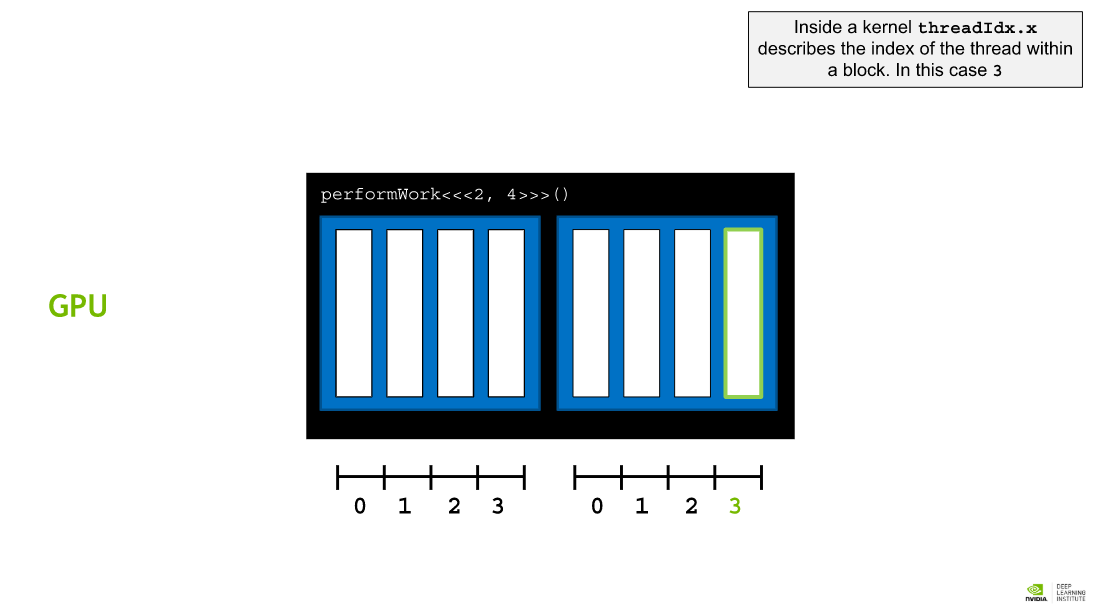 Inside a kernel threadIdx.x
describes the index of the thread within
a block. In this case 3
performWork<<<2, 4>>>()
GPU
0 1 2 3 0 1 2 3
NVIDIA.
DEEP
LEARNING
INSTITUTE